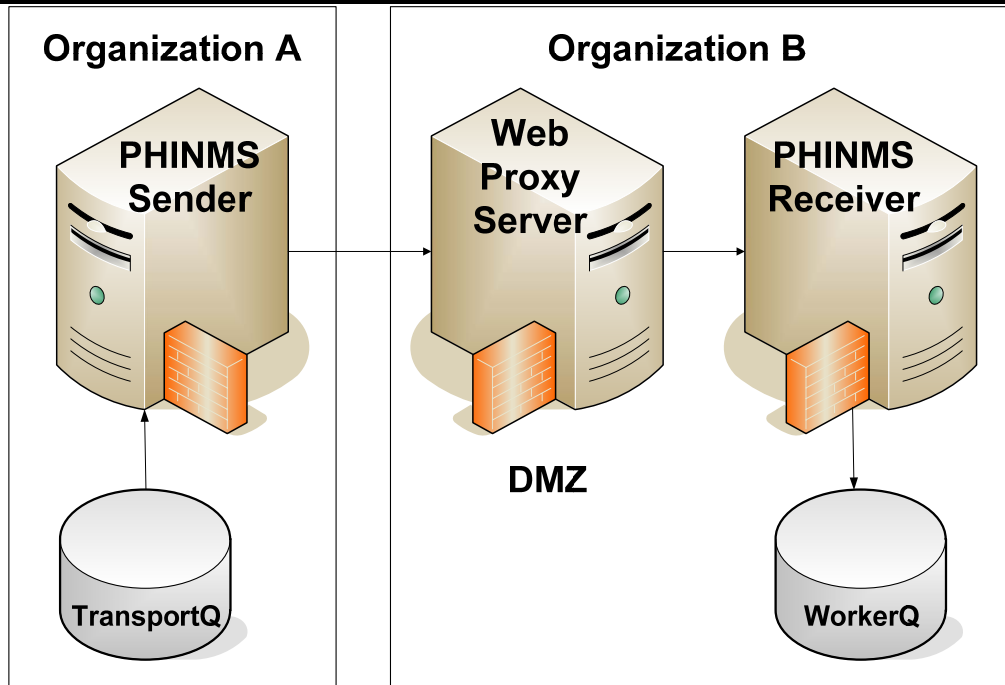 Organization A
Organization B
PHINMS
Sender
Web
Proxy
Server
PHINMS
Receiver
DMZ
TransportQ
WorkerQ